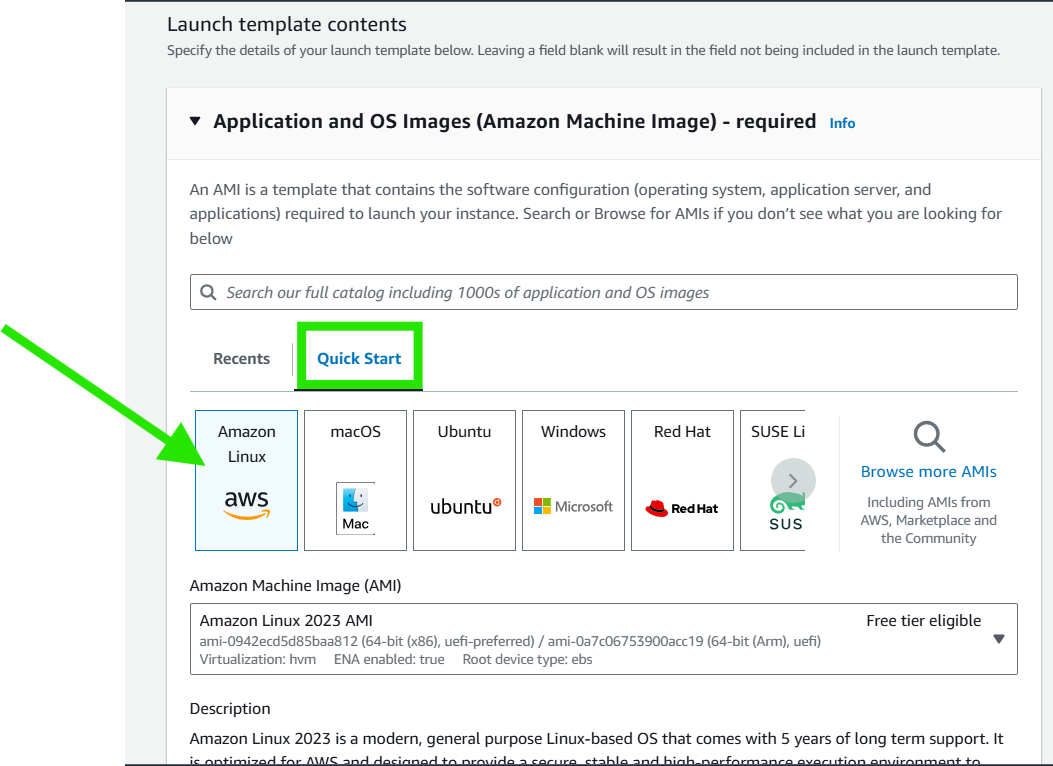 Launch template contents
Specify the details of your launch template below. Leaving a field blank will result in the field not being included in the launch template.
Application and OS Images (Amazon Machine Image) - required Info
An AMI is a template that contains the software configuration (operating system, application server, and
applications) required to launch your instance. Search or Browse for AMIs if you don’t see what you are looking for
below
Search our full catalog including 1000s of application and OS images
Recents
Quick Start
Amazon
Linux
aws
macOS
Mac
Ubuntu
ubuntu
Windows
Microsoft
Red Hat
Red Hat
SUSE Li
SUS
Browse more AMIs
Including AMIs from
AWS, Marketplace and
the Community
Amazon Machine Image (AMI)
Amazon Linux 2023 AMI
Free tier eligible
ami-0942ecd5d85baa812 (64-bit (x86), uefi-preferred) / ami-0a7c06753900acc19 (64-bit (Arm), uefi)
Virtualization: hvm ENA enabled: true Root device type: ebs
Description
Amazon Linux 2023 is a modern, general purpose Linux-based OS that comes with 5 years of long term support. It
is optimized for AWS and designed to provide a secure, stable and high-performance execution environment to